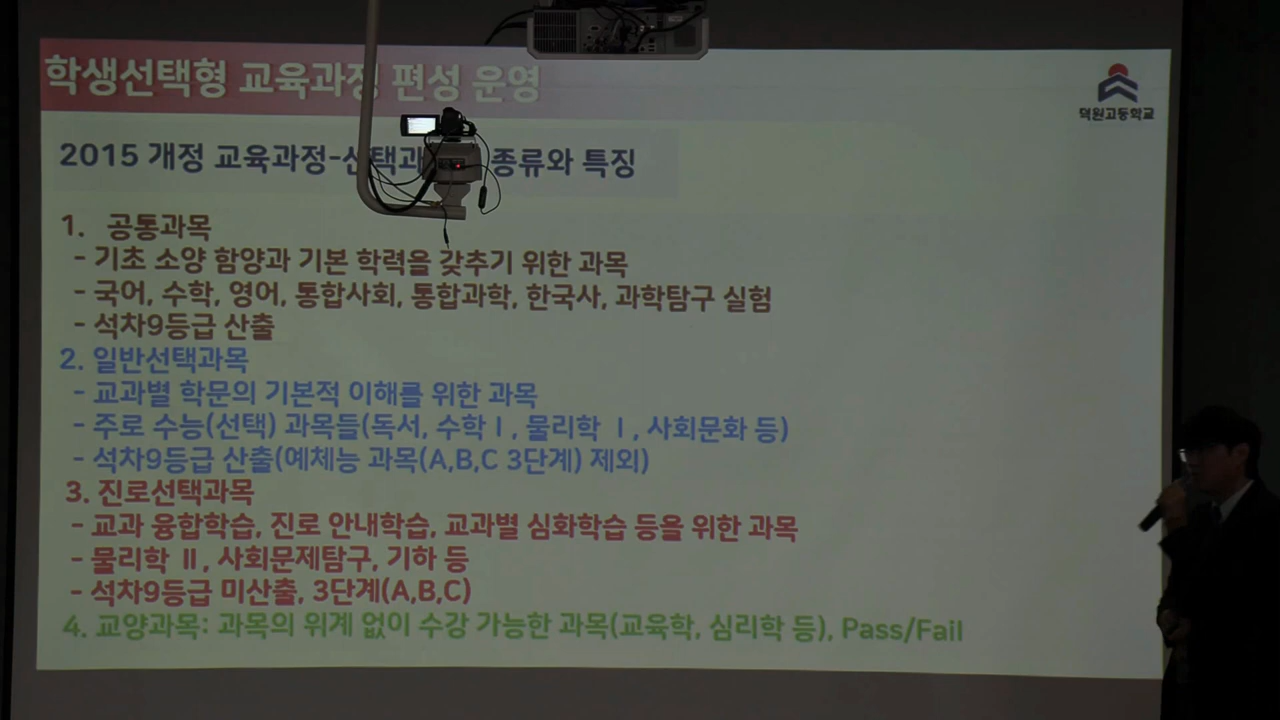 학생선택형 교육과정 편성 운영
덕원고등학교
2015 개정 교육과정-선택과 종류와 특징
1. 공통과목
- 기초 소양 함양과 기본 학력을 갖추기 위한 과목
- 국어, 수학, 영어, 통합사회, 통합과학, 한국사, 과학탐구 실험
- 석차9등급 산출
2. 일반선택과목
- 교과별 학문의 기본적 이해를 위한 과목
- 주로 수능(선택) 과목들(독서, 수학Ⅰ, 물리학 Ⅰ, 사회문화 등)
- 석차9등급 산출(예체능 과목(A,B,C 3단계) 제외)
3. 진로선택과목
- 교과 융합학습, 진로 안내학습, 교과별 심화학습 등을 위한 과목
- 물리학 Ⅱ, 사회문제탐구, 기하 등
- 석차9등급 미산출, 3단계(A,B,C)
4. 교양과목: 과목의 위계 없이 수강 가능한 과목(교육학, 심리학 등), Pass/Fail